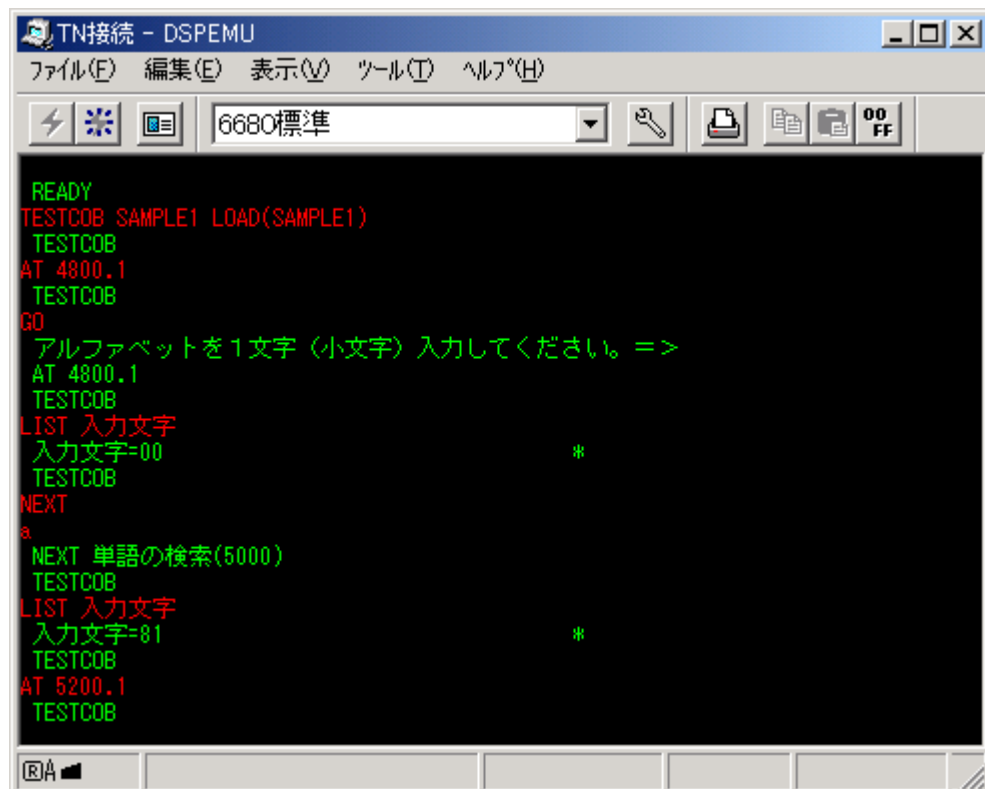 TN接続 - DSPEMU
ファイル(F) 編集(E) 表示(V) ツール(T) ヘルプ(H)
6680標準 00 FF
READY
TESTCOB SAMPLE1 LOAD(SAMPLE1)
TESTCOB
AT 4800.1
TESTCOB
GO
アルファベットを1文字（小文字）入力してください。＝＞
AT 4800.1
TESTCOB
LIST 入力文字
入力文字=00 *
TESTCOB
NEXT
a
NEXT 単語の検索(5000)
TESTCOB
LIST 入力文字
入力文字=81 *
TESTCOB
AT 5200.1
TESTCOB
RA